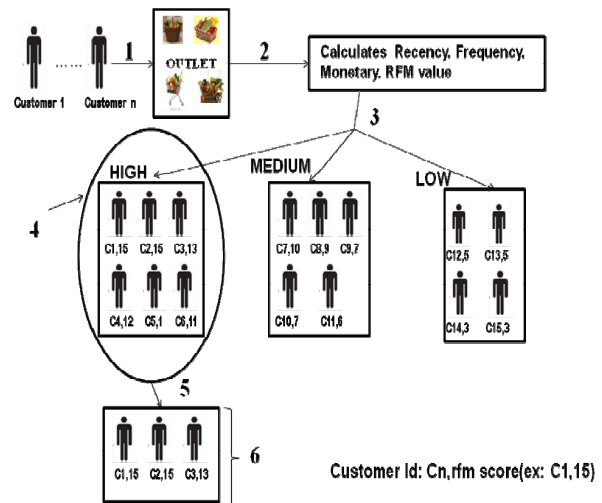 1
2
OUTLET
Customer 1
Customer n
Calculates Recency, Frequency,
Monetary, RFM value
3
HIGH
MEDIUM
LOW
4
C1,15 C2,15 C3,13
C4,12 C5,1 C6,11
C7,10 C8,9 C9,7
C10,7 C11,6
C12,5 C13,5
C14,3 C15,3
5
C1,15 C2,15 C3,13
6
Customer Id: Cn,rfm score(ex: C1,15)